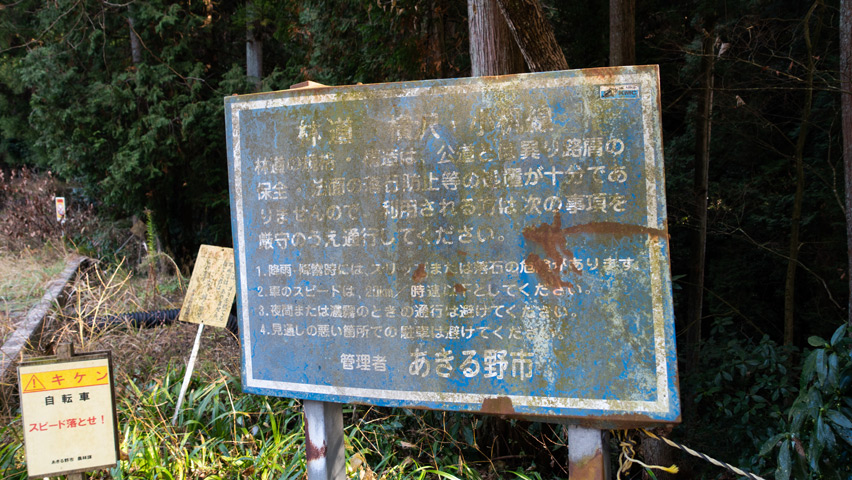 林道
林道の規格・構造は、公道とは異り路肩の
保全・法面の落石防止等の処置が十分であ
りませんので、利用される方は次の事項を
厳守のうえ通行してください。
1.降雨・降雪時には、スリップまたは落石の危険があります
2.車のスピードは、20km/時速以下としてください。
3.夜間または濃霧のときの通行は避けてください。
4.見通しの悪い箇所での駐車は避けてください。
管理者 あきる野市
キケン
自転車
スピード落とせ!
あきる野市 農林課